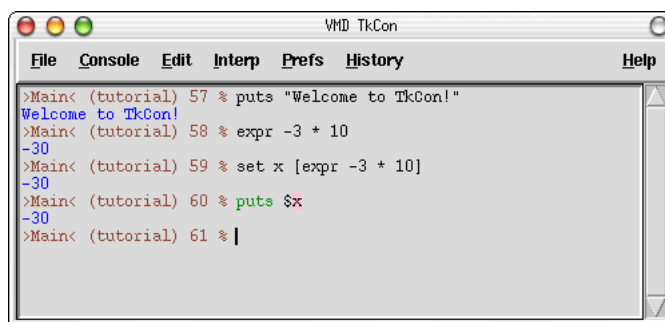 VMD TkCon
File Console Edit Interp Prefs History Help
>Main< (tutorial) 57 % puts "Welcome to TkCon!"
Welcome to TkCon!
>Main< (tutorial) 58 % expr -3 * 10
-30
>Main< (tutorial) 59 % set x [expr -3 * 10]
-30
>Main< (tutorial) 60 % puts $x
-30
>Main< (tutorial) 61 %